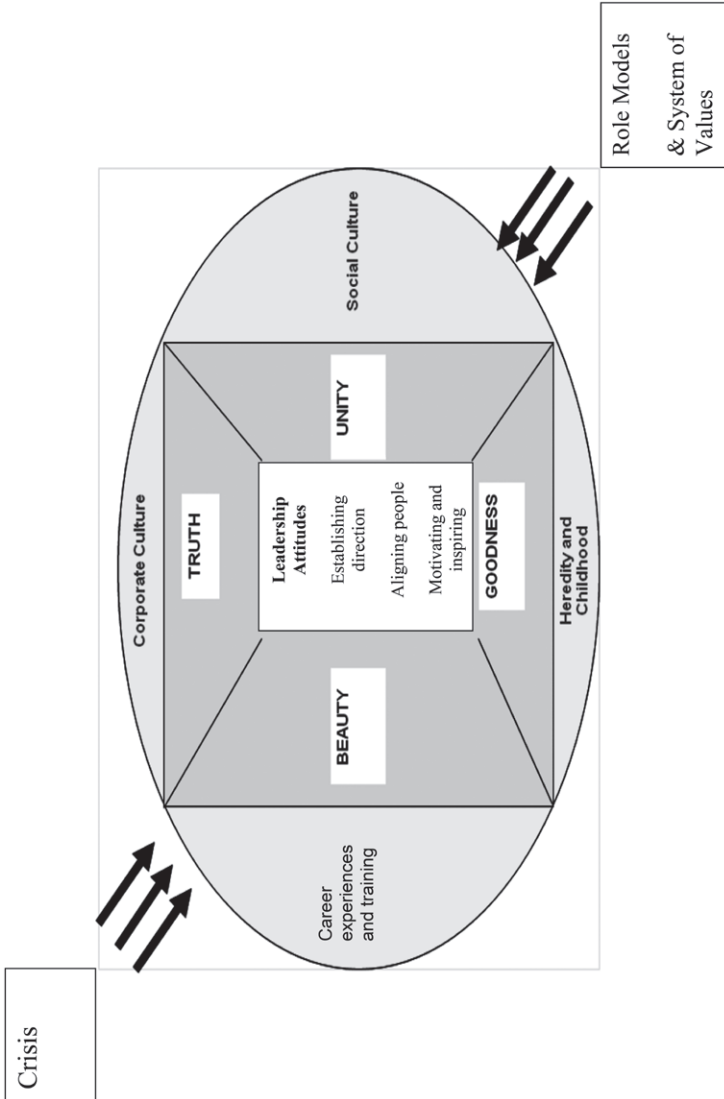 Crisis
Corporate Culture
TRUTH
Career
experiences
and training
BEAUTY
Leadership
Attitudes
Establishing
direction
Aligning people
Motivating and
inspiring
UNITY
Social Culture
GOODNESS
Heredity and
Childhood
Role Models
& System of
Values